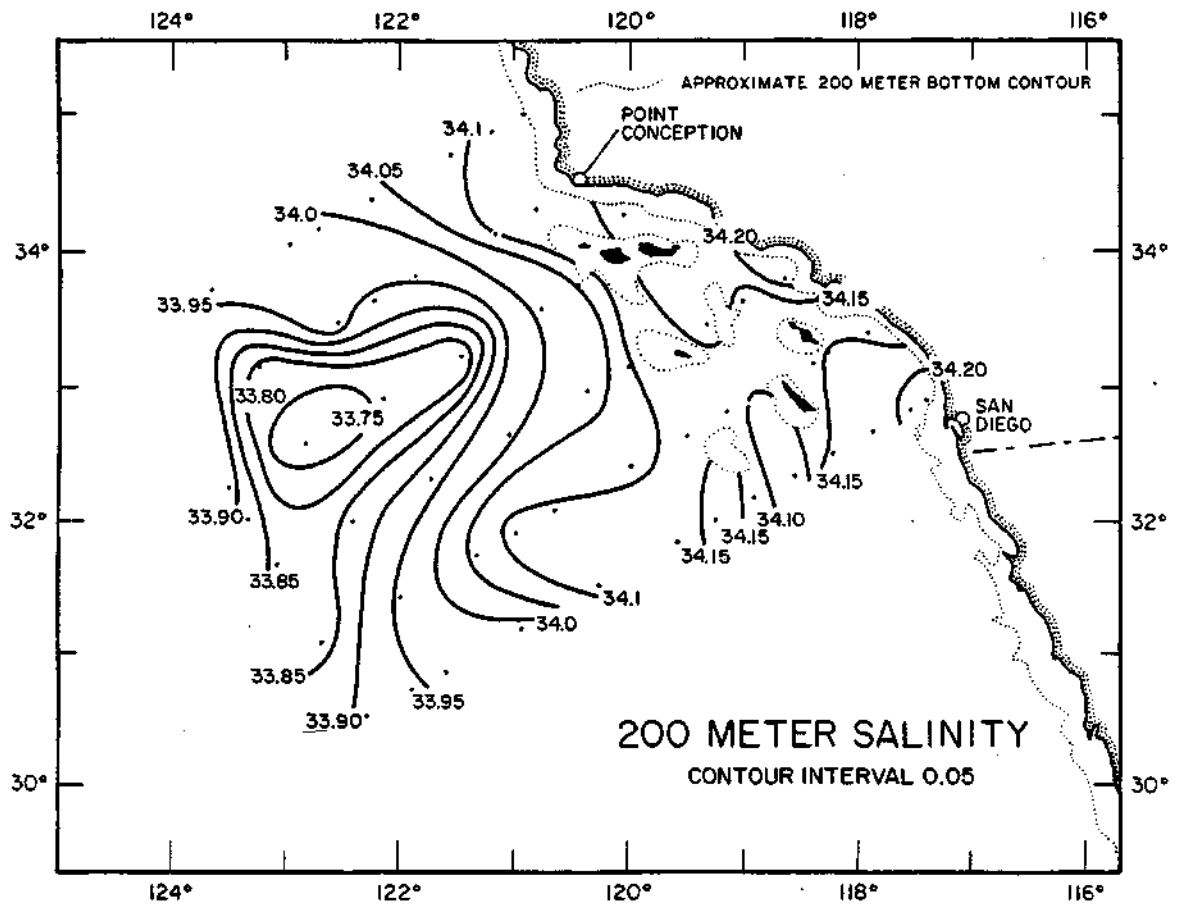 124° 122° 120° 118° 116°
APPROXIMATE 200 METER BOTTOM CONTOUR
POINT
CONCEPTION
34.1
34.05
34.0
34.20
34° 34°
33.95
34.15
33.80
33.75
34.20
SAN
DIEGO
34.15
33.90
32° 32°
34.10
34.15
34.15
33.85
34.1
34.0
33.85
33.95
33.90
200 METER SALINITY
CONTOUR INTERVAL 0.05
30° 30°
124° 122° 120° 118° 116°